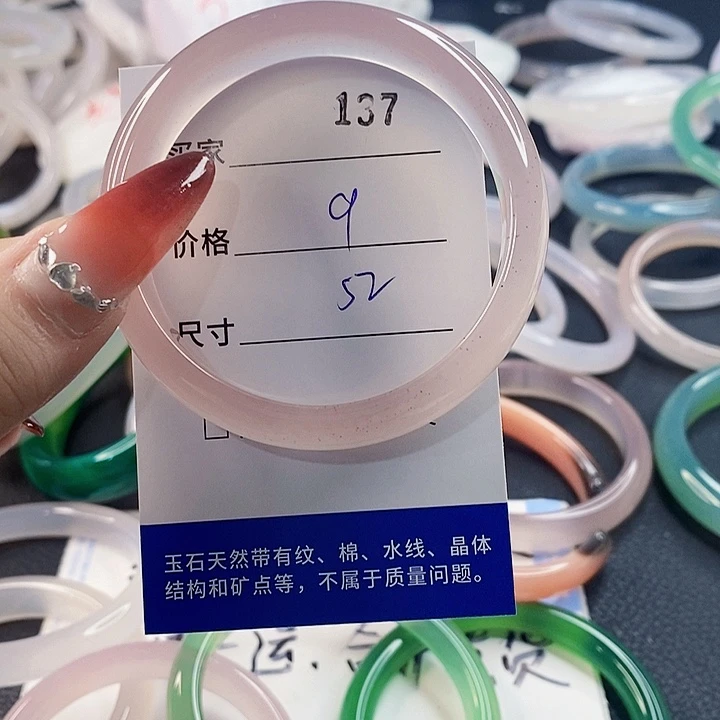 137
买家
价格 9
尺寸 52
玉石天然带有纹、棉、水线、晶体
结构和矿点等，不属于质量问题。